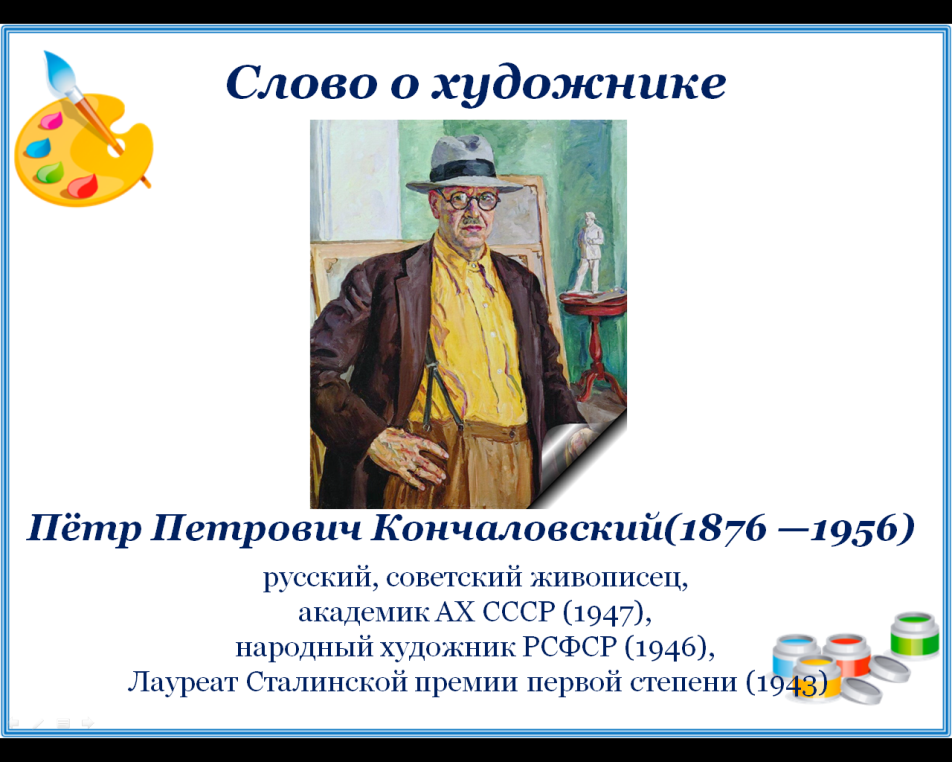 Слово о художнике
Пётр Петрович Кончаловский(1876 —1956)
русский, советский живописец,
академик АХ СССР (1947),
народный художник РСФСР (1946),
Лауреат Сталинской премии первой степени (1943)